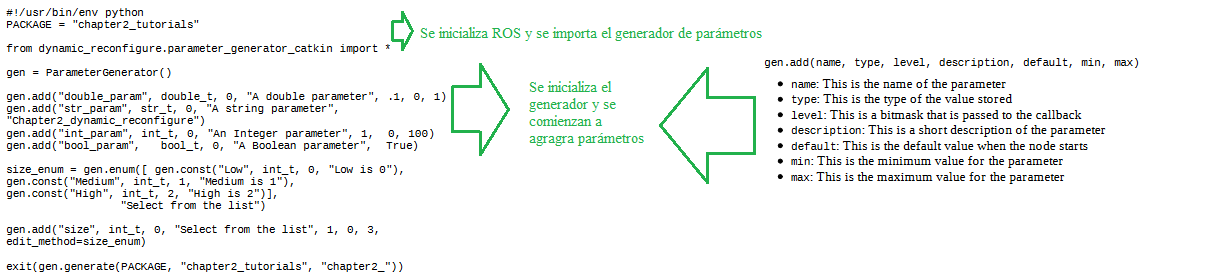 #!/usr/bin/env python
PACKAGE = "chapter2_tutorials"
from dynamic_reconfigure.parameter_generator_catkin import *
gen = ParameterGenerator()
gen.add("double_param", double_t, 0, "A double parameter", .1, 0, 1)
gen.add("str_param", str_t, 0, "A string parameter",
"Chapter2_dynamic_reconfigure")
gen.add("int_param", int_t, 0, "An Integer parameter", 1, 0, 100)
gen.add("bool_param", bool_t, 0, "A Boolean parameter", True)
size_enum = gen.enum([ gen.const("Low", int_t, 0, "Low is 0"),
gen.const("Medium", int_t, 1, "Medium is 1"),
gen.const("High", int_t, 2, "High is 2")],
"Select from the list")
gen.add("size", int_t, 0, "Select from the list", 1, 0, 3,
edit_method=size_enum)
exit(gen.generate(PACKAGE, "chapter2_tutorials", "chapter2_"))
Se inicializa ROS y se importa el generador de parámetros
Se inicializa el
generador y se
comienzan a
agragra parámetros
gen.add(name, type, level, description, default, min, max)
• name: This is the name of the parameter
• type: This is the type of the value stored
• level: This is a bitmask that is passed to the callback
• description: This is a short description of the parameter
• default: This is the default value when the node starts
• min: This is the minimum value for the parameter
• max: This is the maximum value for the parameter